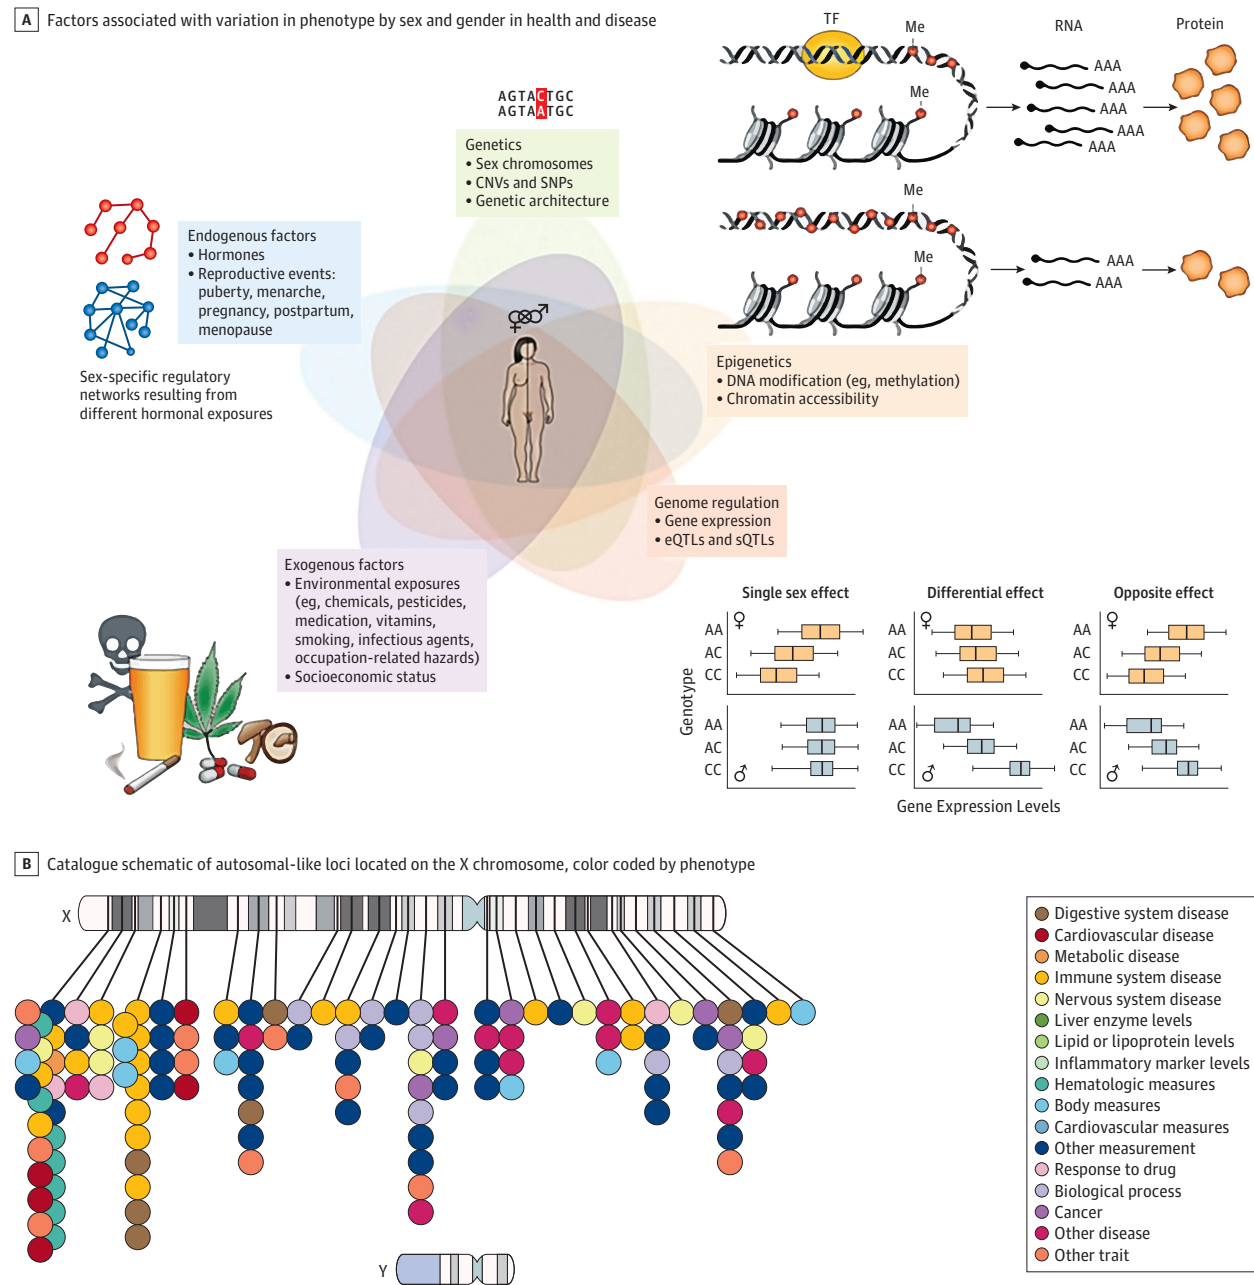 A Factors associated with variation in phenotype by sex and gender in health and disease
AGTACTGC
AGTAATGC
Genetics
• Sex chromosomes
• CNVs and SNPs
• Genetic architecture
Endogenous factors
• Hormones
• Reproductive events:
puberty, menarche,
pregnancy, postpartum,
menopause
Sex-specific regulatory
networks resulting from
different hormonal exposures
TF
Me
Me
RNA
Protein
AAA
AAA
AAA
AAA
AAA
Me
Me
AAA
AAA
Epigenetics
• DNA modification (eg, methylation)
• Chromatin accessibility
Genome regulation
• Gene expression
• eQTLs and sQTLs
Exogenous factors
• Environmental exposures
(eg, chemicals, pesticides,
medication, vitamins,
smoking, infectious agents,
occupation-related hazards)
• Socioeconomic status
Single sex effect
Differential effect
Opposite effect
Genotype
♀
AA
AC
CC
♀
AA
AC
CC
♀
AA
AC
CC
AA
AC
CC
♂
AA
AC
CC
♂
AA
AC
CC
♂
Gene Expression Levels
B Catalogue schematic of autosomal-like loci located on the X chromosome, color coded by phenotype
X
Y
Digestive system disease
Cardiovascular disease
Metabolic disease
Immune system disease
Nervous system disease
Liver enzyme levels
Lipid or lipoprotein levels
Inflammatory marker levels
Hematologic measures
Body measures
Cardiovascular measures
Other measurement
Response to drug
Biological process
Cancer
Other disease
Other trait